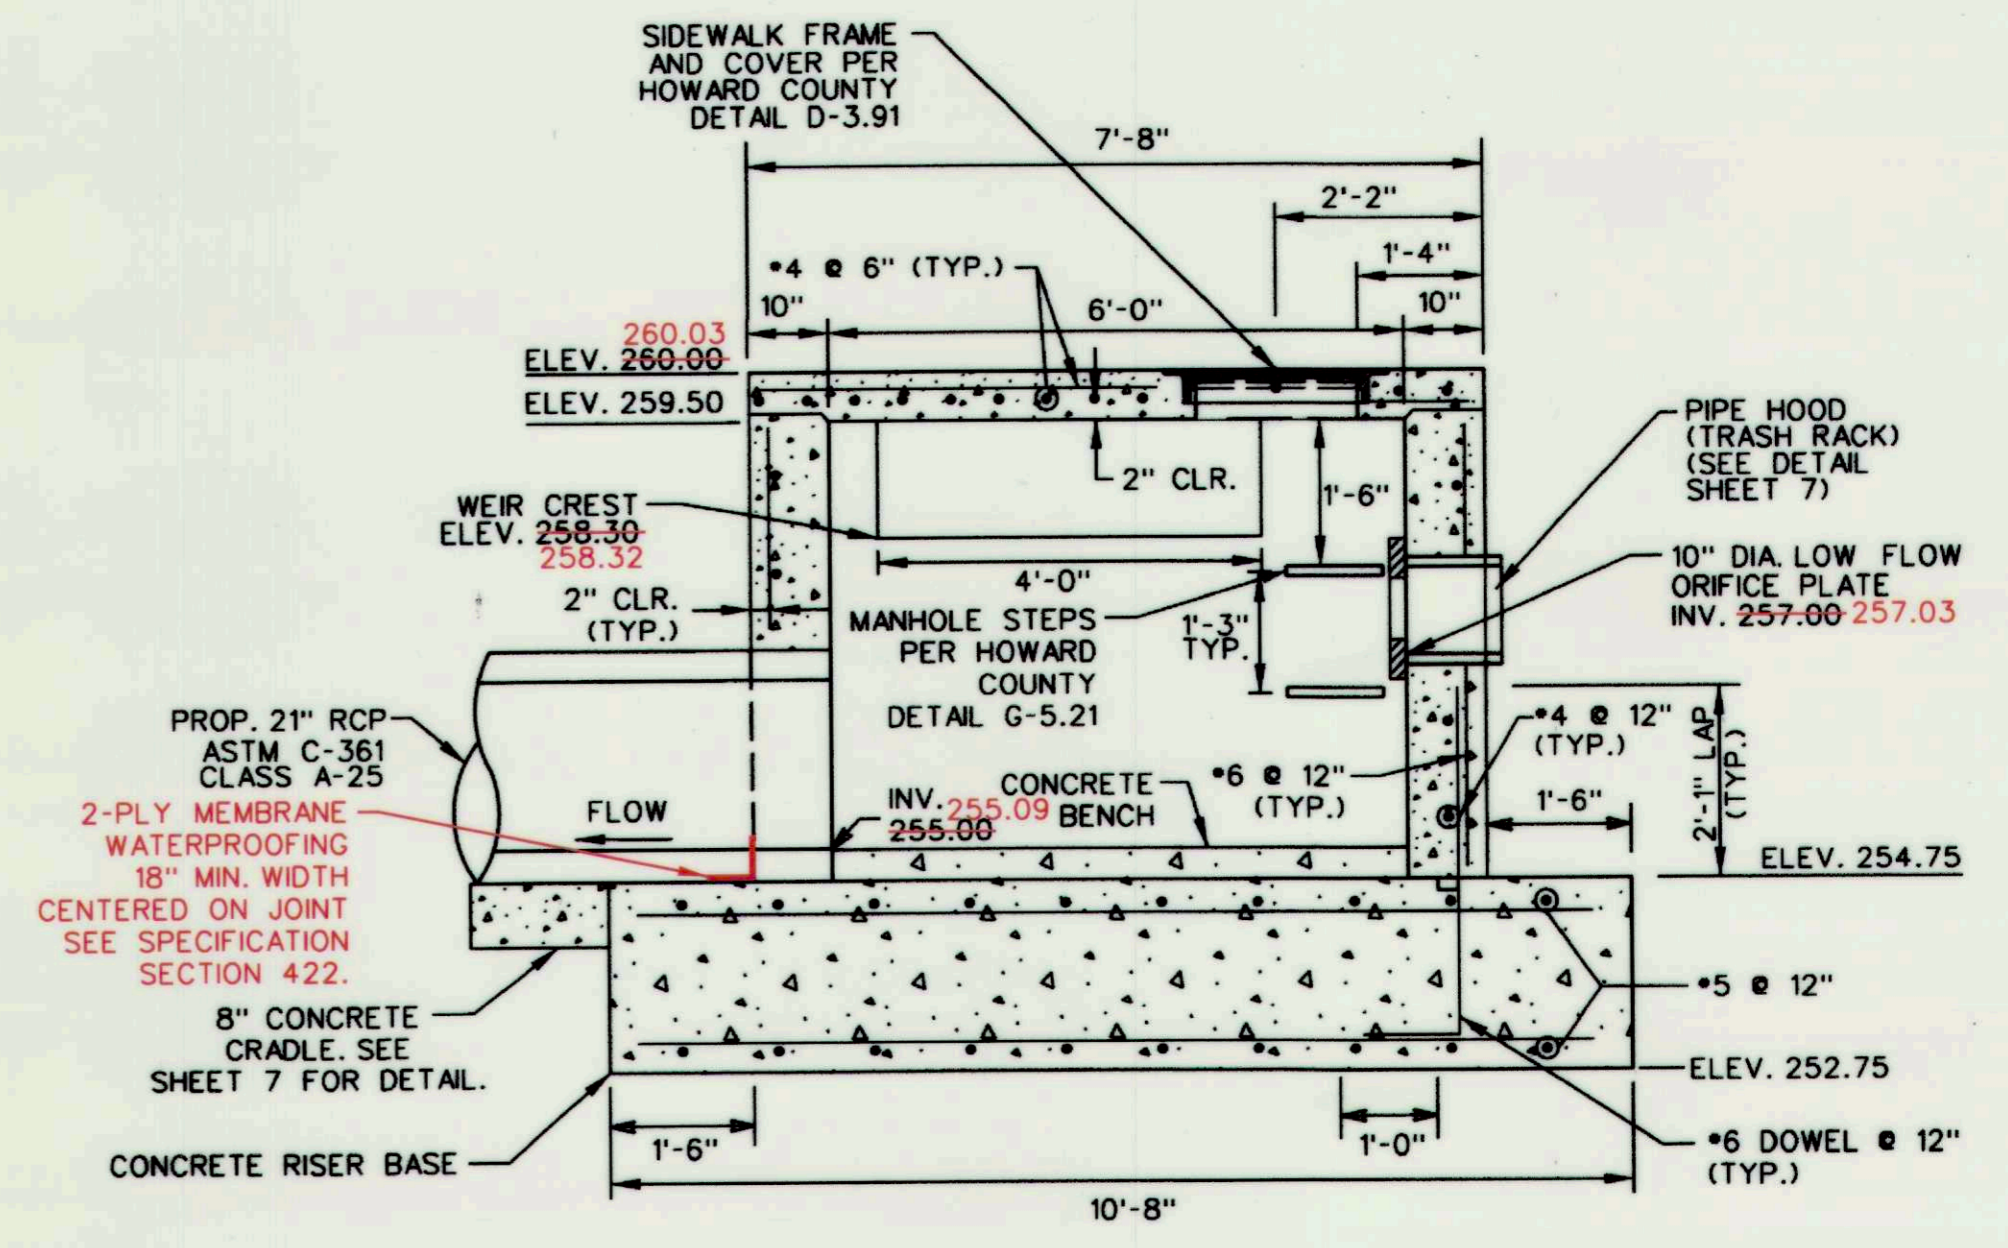 SIDEWALK FRAME
AND COVER PER
HOWARD COUNTY
DETAIL D-3.91
7'-8"
2'-2"
1'-4"
#4 @ 6" (TYP.)
10"
6'-0"
10"
260.03
ELEV. 260.00
ELEV. 259.50
PIPE HOOD
(TRASH RACK)
(SEE DETAIL
SHEET 7)
2" CLR.
1'-6"
WEIR CREST
ELEV. 258.30
258.32
4'-0"
10" DIA. LOW FLOW
ORIFICE PLATE
INV. 257.00 257.03
2" CLR.
(TYP.)
MANHOLE STEPS
PER HOWARD
COUNTY
DETAIL G-5.21
1'-3"
TYP.
PROP. 21" RCP
ASTM C-361
CLASS A-25
#4 @ 12"
(TYP.)
2'-1" LAP
(TYP.)
#6 @ 12"
(TYP.)
1'-6"
2-PLY MEMBRANE
WATERPROOFING
18" MIN. WIDTH
CENTERED ON JOINT
SEE SPECIFICATION
SECTION 422.
FLOW
INV. 255.09
255.00
CONCRETE
BENCH
ELEV. 254.75
#5 @ 12"
8" CONCRETE
CRADLE. SEE
SHEET 7 FOR DETAIL.
ELEV. 252.75
1'-6"
1'-0"
#6 DOWEL @ 12"
(TYP.)
CONCRETE RISER BASE
10'-8"